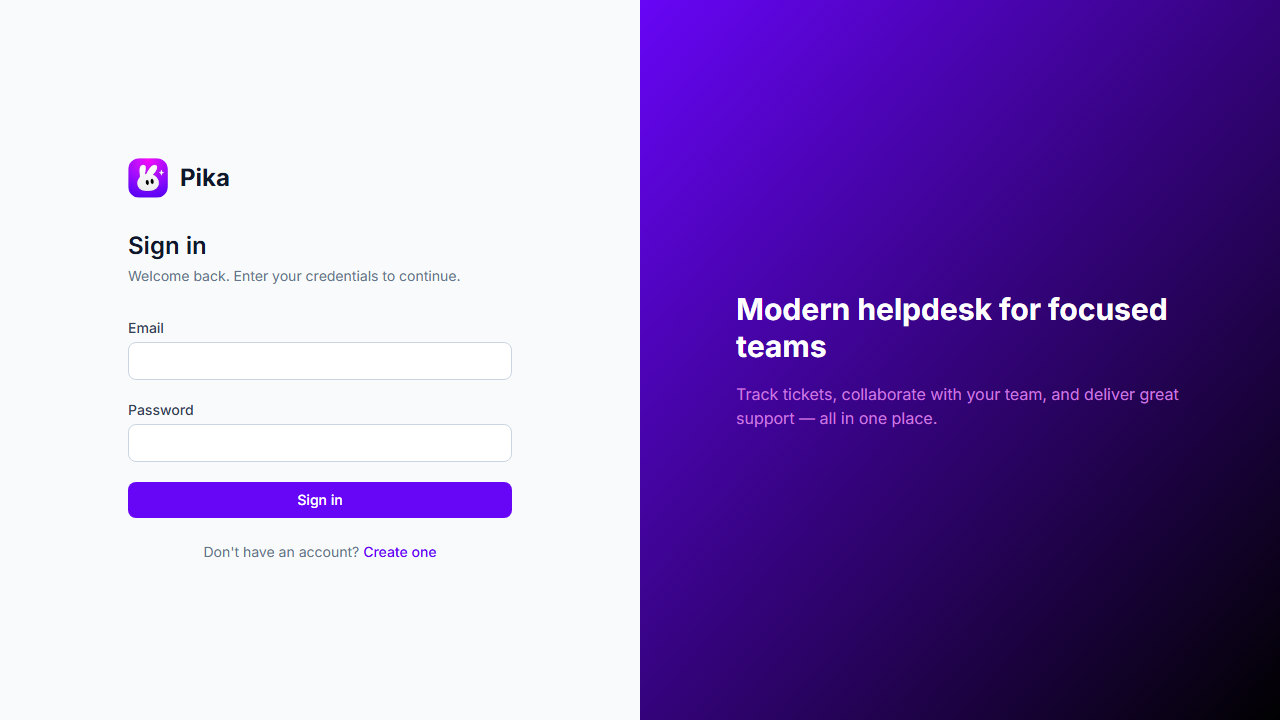 Pika
Sign in
Welcome back. Enter your credentials to continue.
Email
Password
Sign in
Don't have an account? Create one
Modern helpdesk for focused
teams
Track tickets, collaborate with your team, and deliver great
support — all in one place.